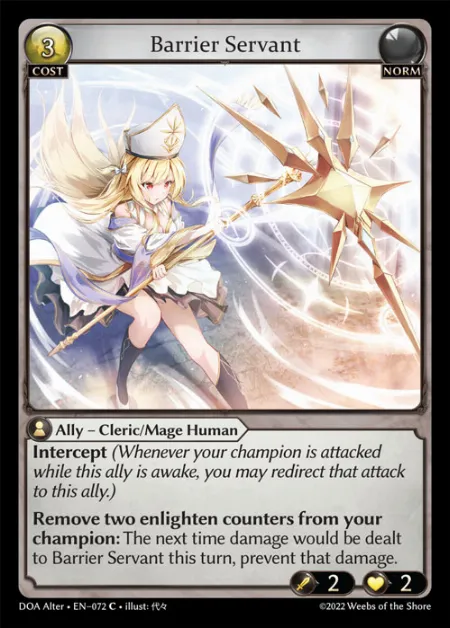 3
Barrier Servant
COST
NORM
Ally – Cleric/Mage Human
Intercept (Whenever your champion is attacked
while this ally is awake, you may redirect that attack
to this ally.)
Remove two enlighten counters from your
champion: The next time damage would be dealt
to Barrier Servant this turn, prevent that damage.
2
2
DOA Alter • EN–072 C • illust: 代々
©2022 Weebs of the Shore